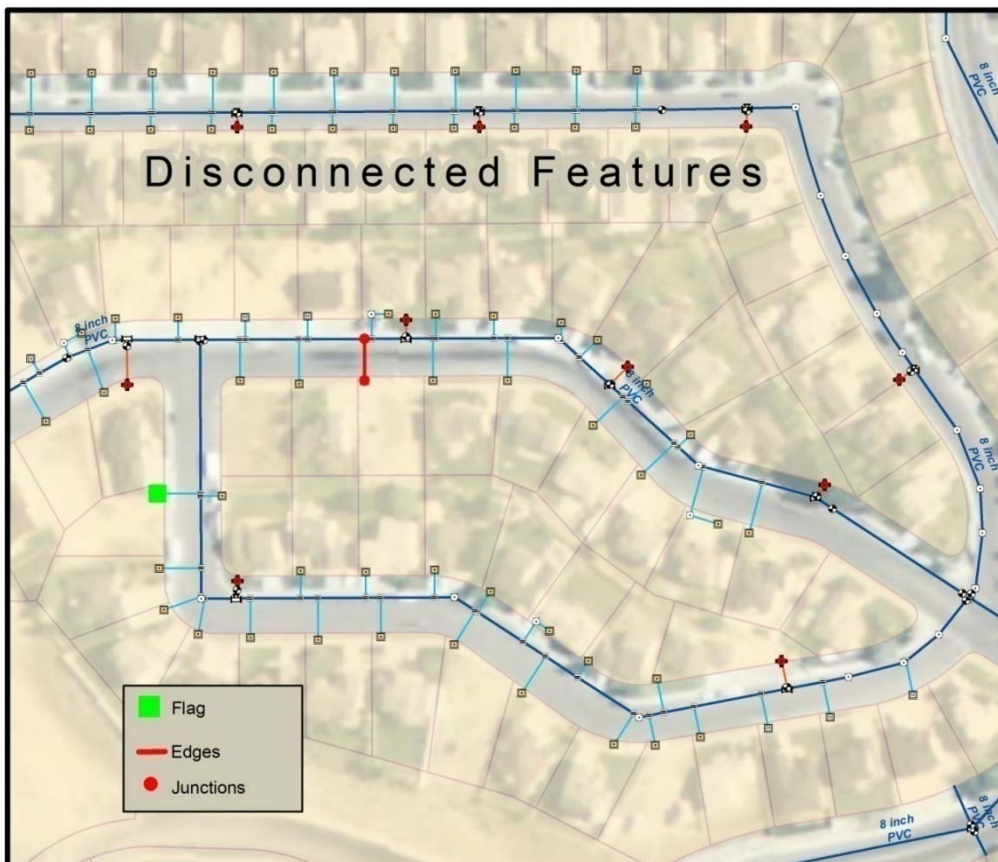 8 inch
PVC
Disconnected Features
8 inch
PVC
8 inch
PVC
8 inch
PVC
Flag
Edges
Junctions
8 inch
PVC
8 inch
PVC